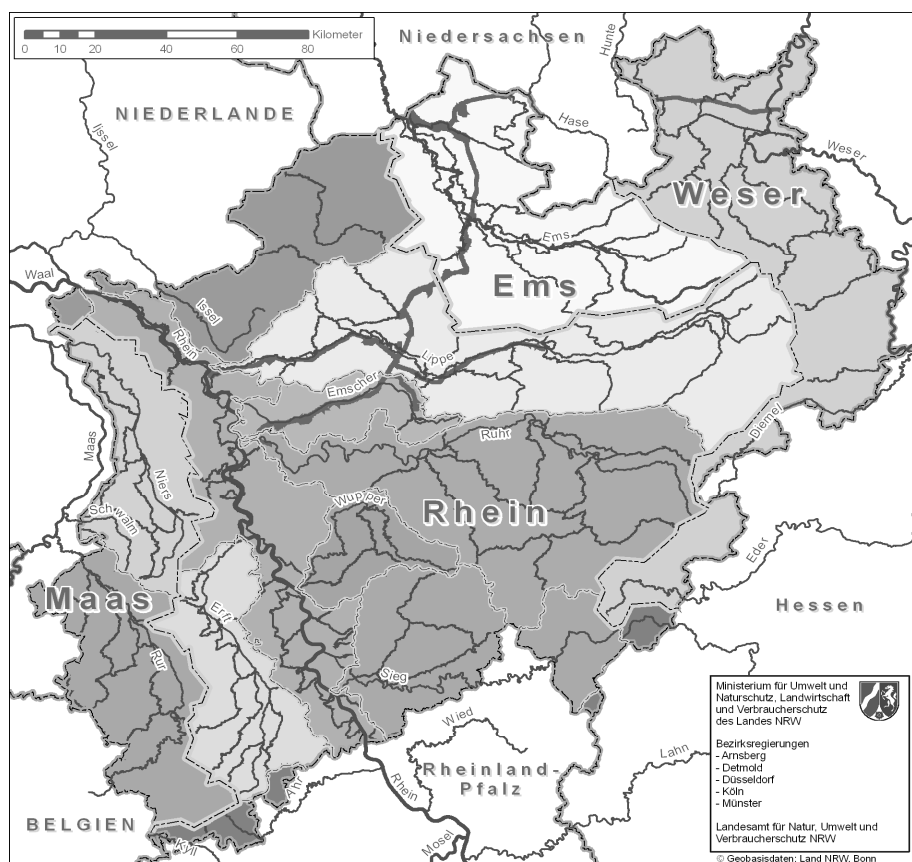 Kilometer
0 10 20 40 60 80
Niedersachsen
Hunte
NIEDERLANDE
Hase
Ijssel
Weser
Weser
Ems
Waal
Ems
Issel
Rhein
Lippe
Emscher
Diemel
Ruhr
Maas
Niers
Wupper
Rhein
Schwalm
Eder
Maas
Hessen
Erft
Rur
Sieg
Wied
Lahn
Rheinland-
Pfalz
Rhein
Ahr
BELGIEN
Kyll
Mosel
Ministerium für Umwelt und
Naturschutz, Landwirtschaft
und Verbraucherschutz
des Landes NRW
Bezirksregierungen
- Arnsberg
- Detmold
- Düsseldorf
- Köln
- Münster
Landesamt für Natur, Umwelt und
Verbraucherschutz NRW
© Geobasisdaten: Land NRW, Bonn